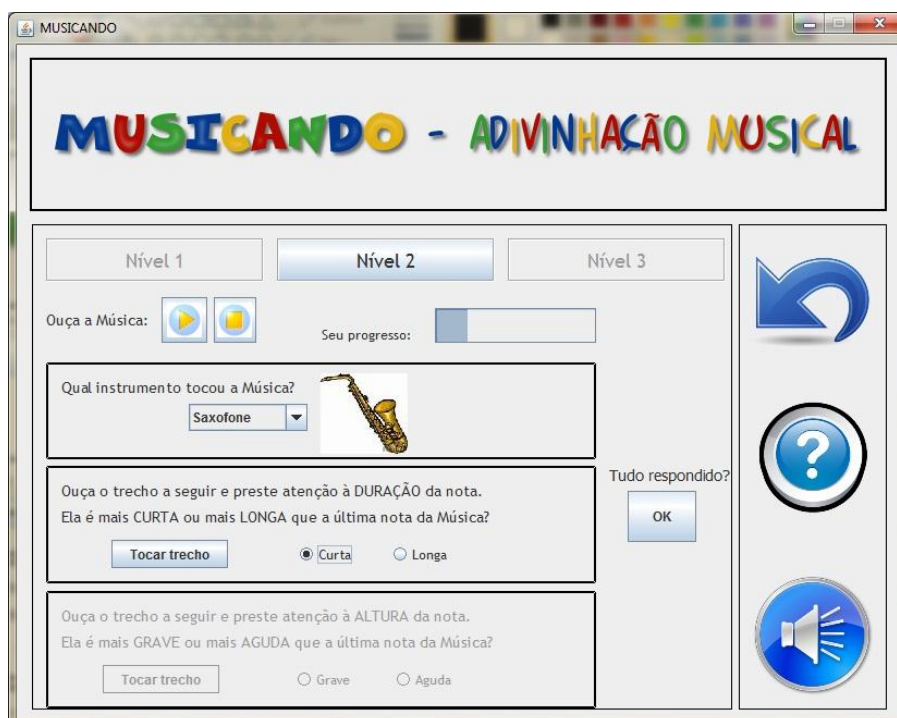 MUSICANDO
MUSICANDO - ADIVINHAÇÃO MUSICAL
Nível 1
Nível 2
Nível 3
Ouça a Música:
Seu progresso:
Qual instrumento tocou a Música?
Saxofone
Ouça o trecho a seguir e preste atenção à DURAÇÃO da nota.
Ela é mais CURTA ou mais LONGA que a última nota da Música?
Tocar trecho
Curta
Longa
Ouça o trecho a seguir e preste atenção à ALTURA da nota.
Ela é mais GRAVE ou mais AGUDA que a última nota da Música?
Tocar trecho
Grave
Aguda
Tudo respondido?
OK
?